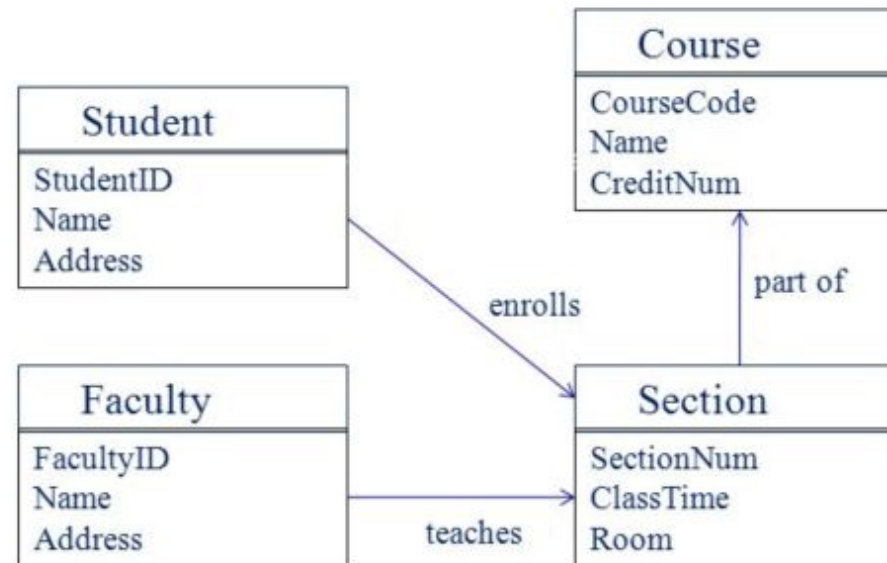 Course
CourseCode
Name
CreditNum
Student
StudentID
Name
Address
part of
enrolls
Faculty
FacultyID
Name
Address
teaches
Section
SectionNum
ClassTime
Room